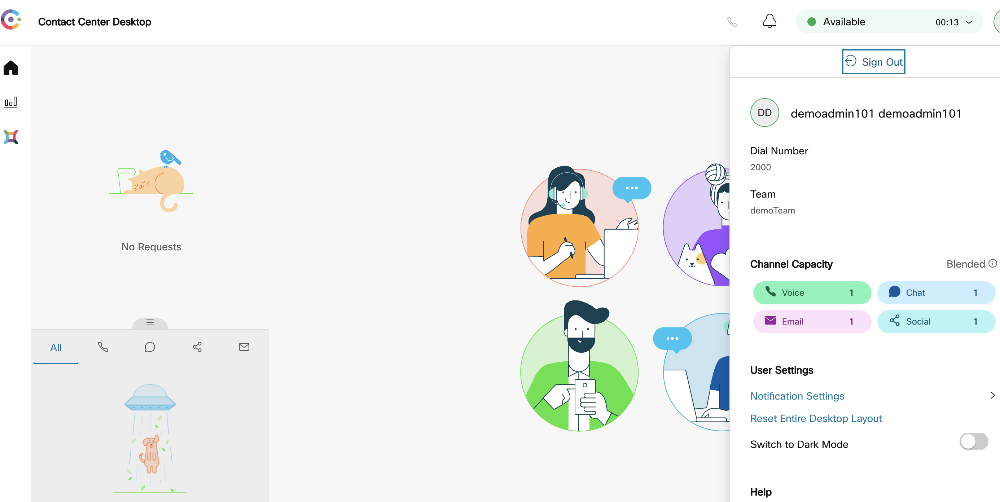 Contact Center Desktop
Available 00:13
Sign Out
DD demoadmin101 demoadmin101
Dial Number
2000
Team
demoTeam
No Requests
Channel Capacity Blended
Voice 1 Chat 1
Email 1 Social 1
All
User Settings
Notification Settings
Reset Entire Desktop Layout
Switch to Dark Mode
Help